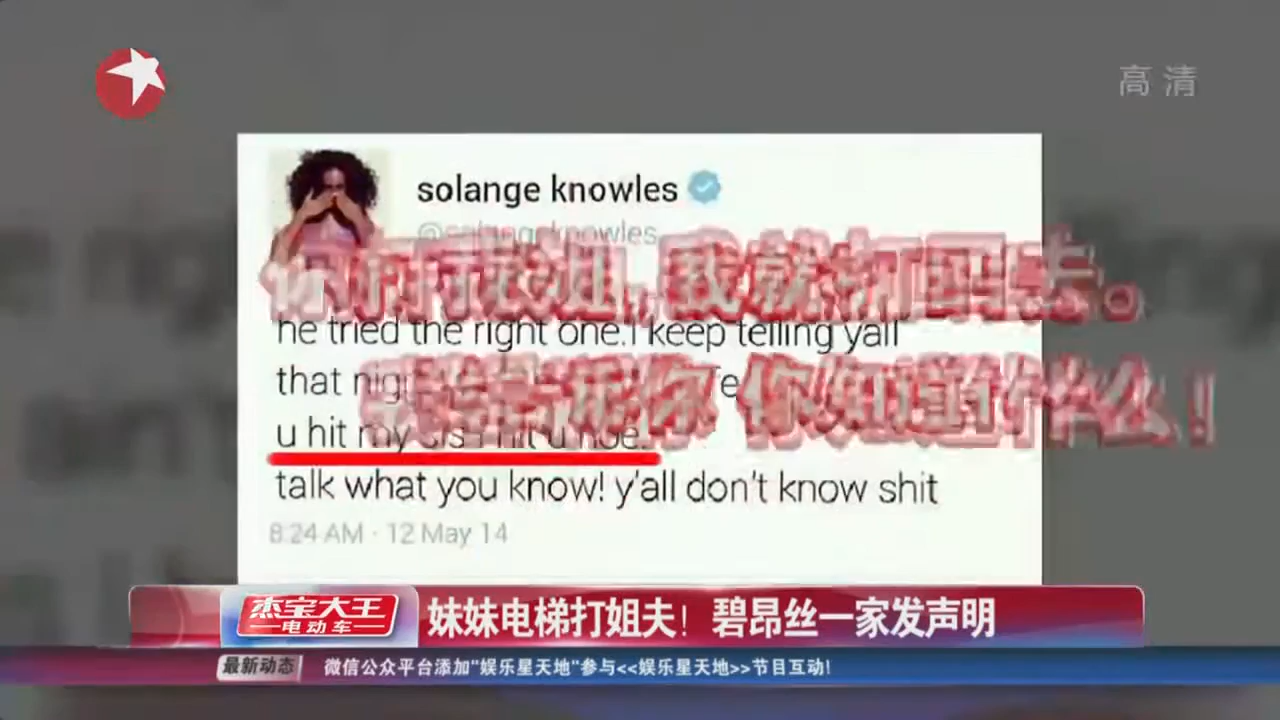 高清
solange knowles
@solangeknowles
你打我姐,我就打回去。
he tried the right one.I keep telling yall
that
你 你知道什么!
u hit my sis I hit u hoe.
talk what you know! y'all don't know shit
8:24 AM · 12 May 14
杰宝大王
电动车
妹妹电梯打姐夫! 碧昂丝一家发声明
最新动态
微信公众平台添加"娱乐星天地"参与<<娱乐星天地>>节目互动!